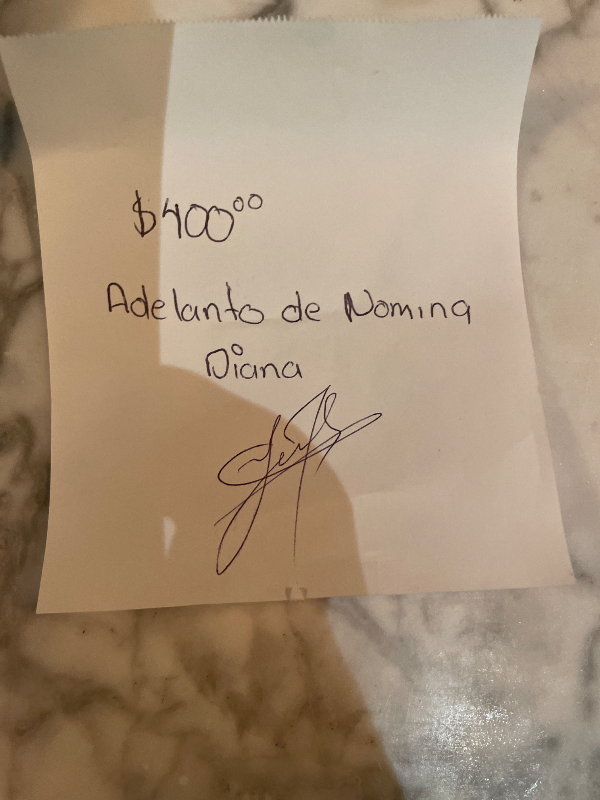 $400⁰⁰
Adelanto de Nomina
Diana